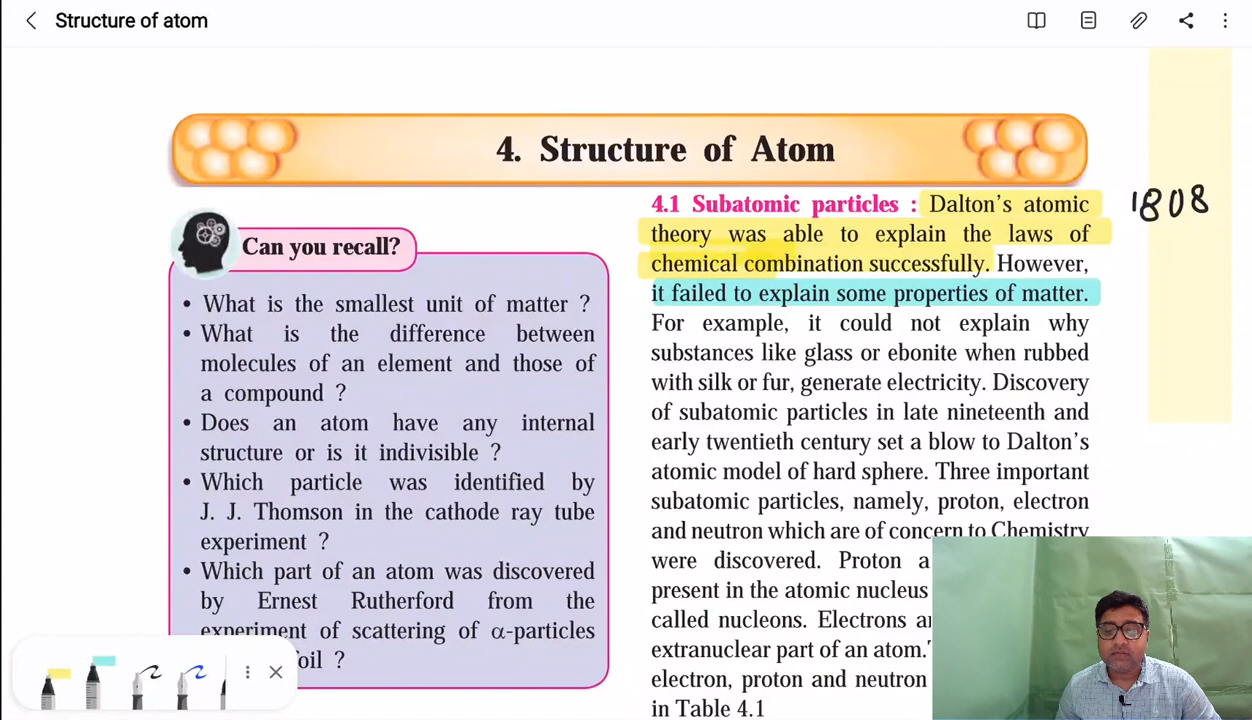 Structure of atom
4. Structure of Atom
Can you recall?
• What is the smallest unit of matter ?
• What is the difference between
molecules of an element and those of
a compound ?
• Does an atom have any internal
structure or is it indivisible ?
• Which particle was identified by
J. J. Thomson in the cathode ray tube
experiment ?
• Which part of an atom was discovered
by Ernest Rutherford from the
experiment of scattering of α-particles
foil ?
4.1 Subatomic particles : Dalton's atomic
theory was able to explain the laws of
chemical combination successfully. However,
it failed to explain some properties of matter.
For example, it could not explain why
substances like glass or ebonite when rubbed
with silk or fur, generate electricity. Discovery
of subatomic particles in late nineteenth and
early twentieth century set a blow to Dalton's
atomic model of hard sphere. Three important
subatomic particles, namely, proton, electron
and neutron which are of concern to Chemistry
were discovered. Proton a
present in the atomic nucleus
called nucleons. Electrons
extranuclear part of an atom.
electron, proton and neutron
in Table 4.1
1808